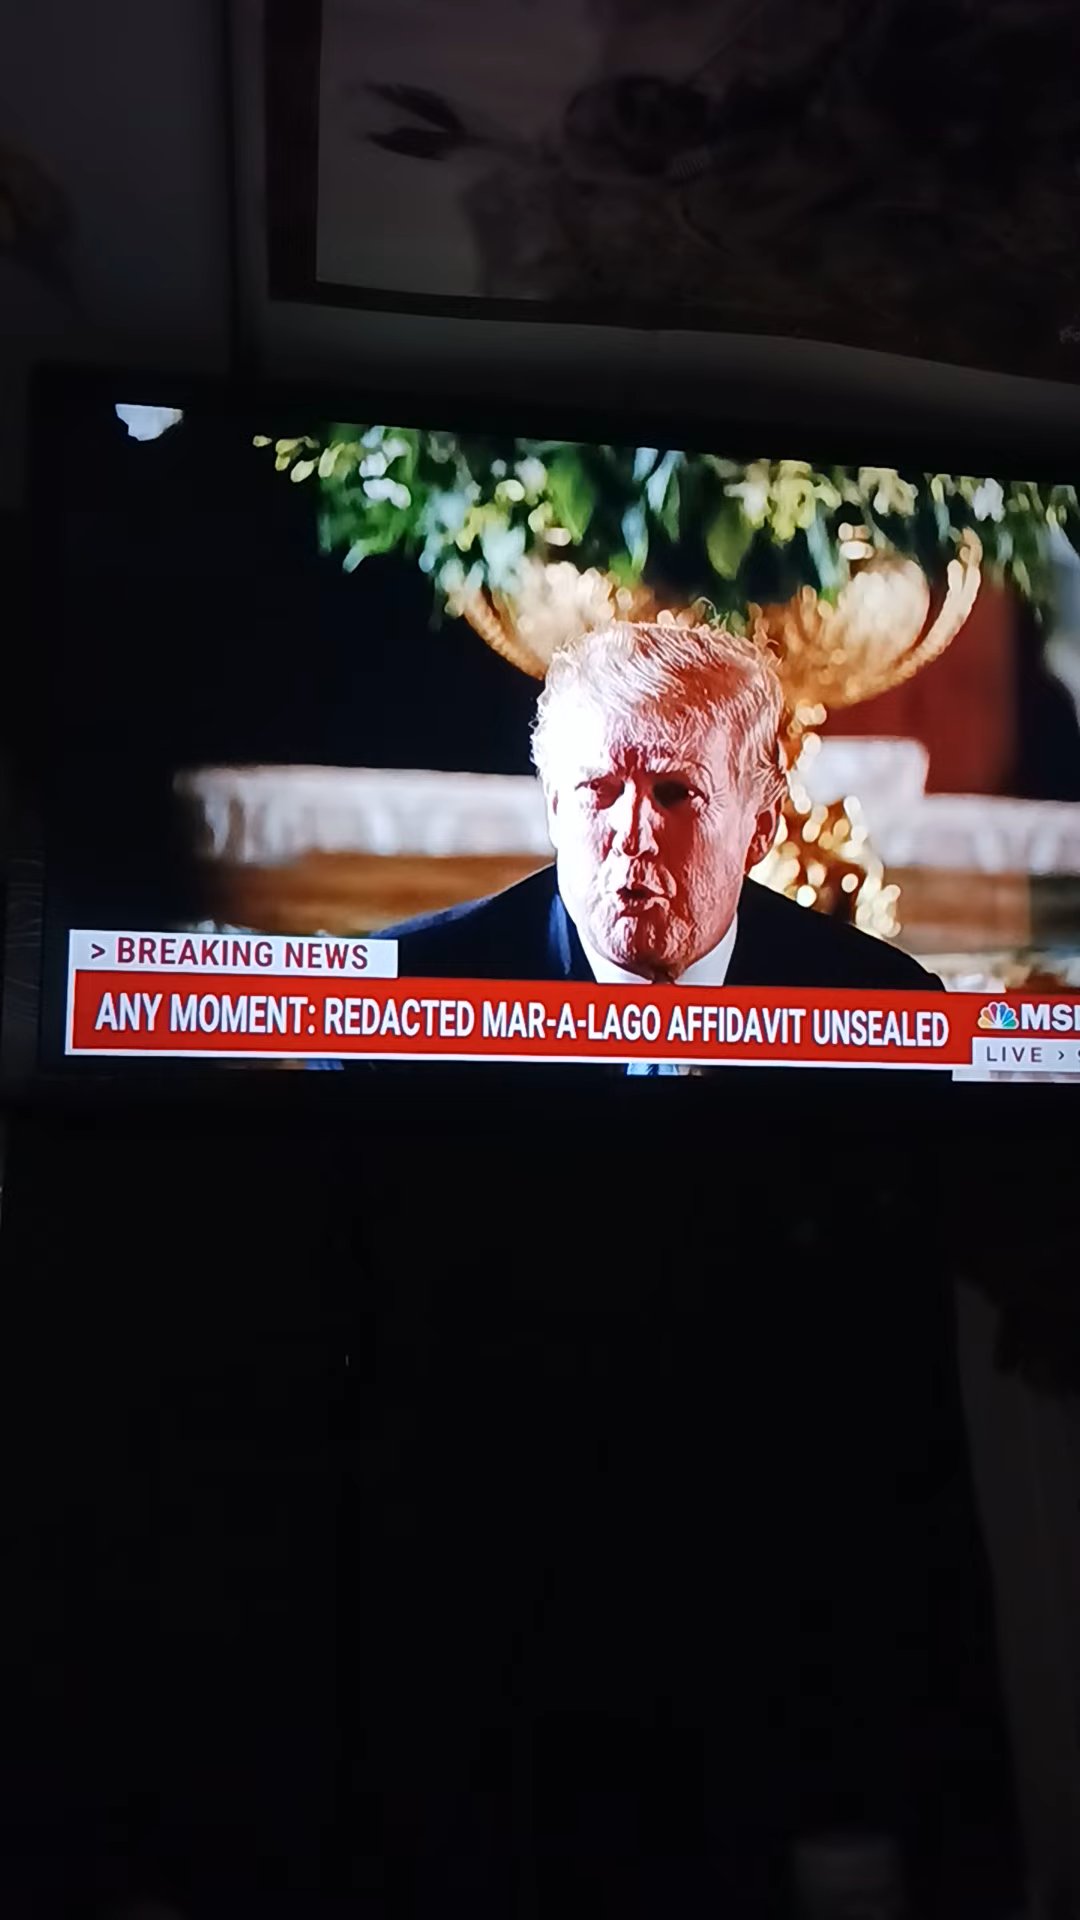 > BREAKING NEWS
ANY MOMENT: REDACTED MAR-A-LAGO AFFIDAVIT UNSEALED
LIVE >